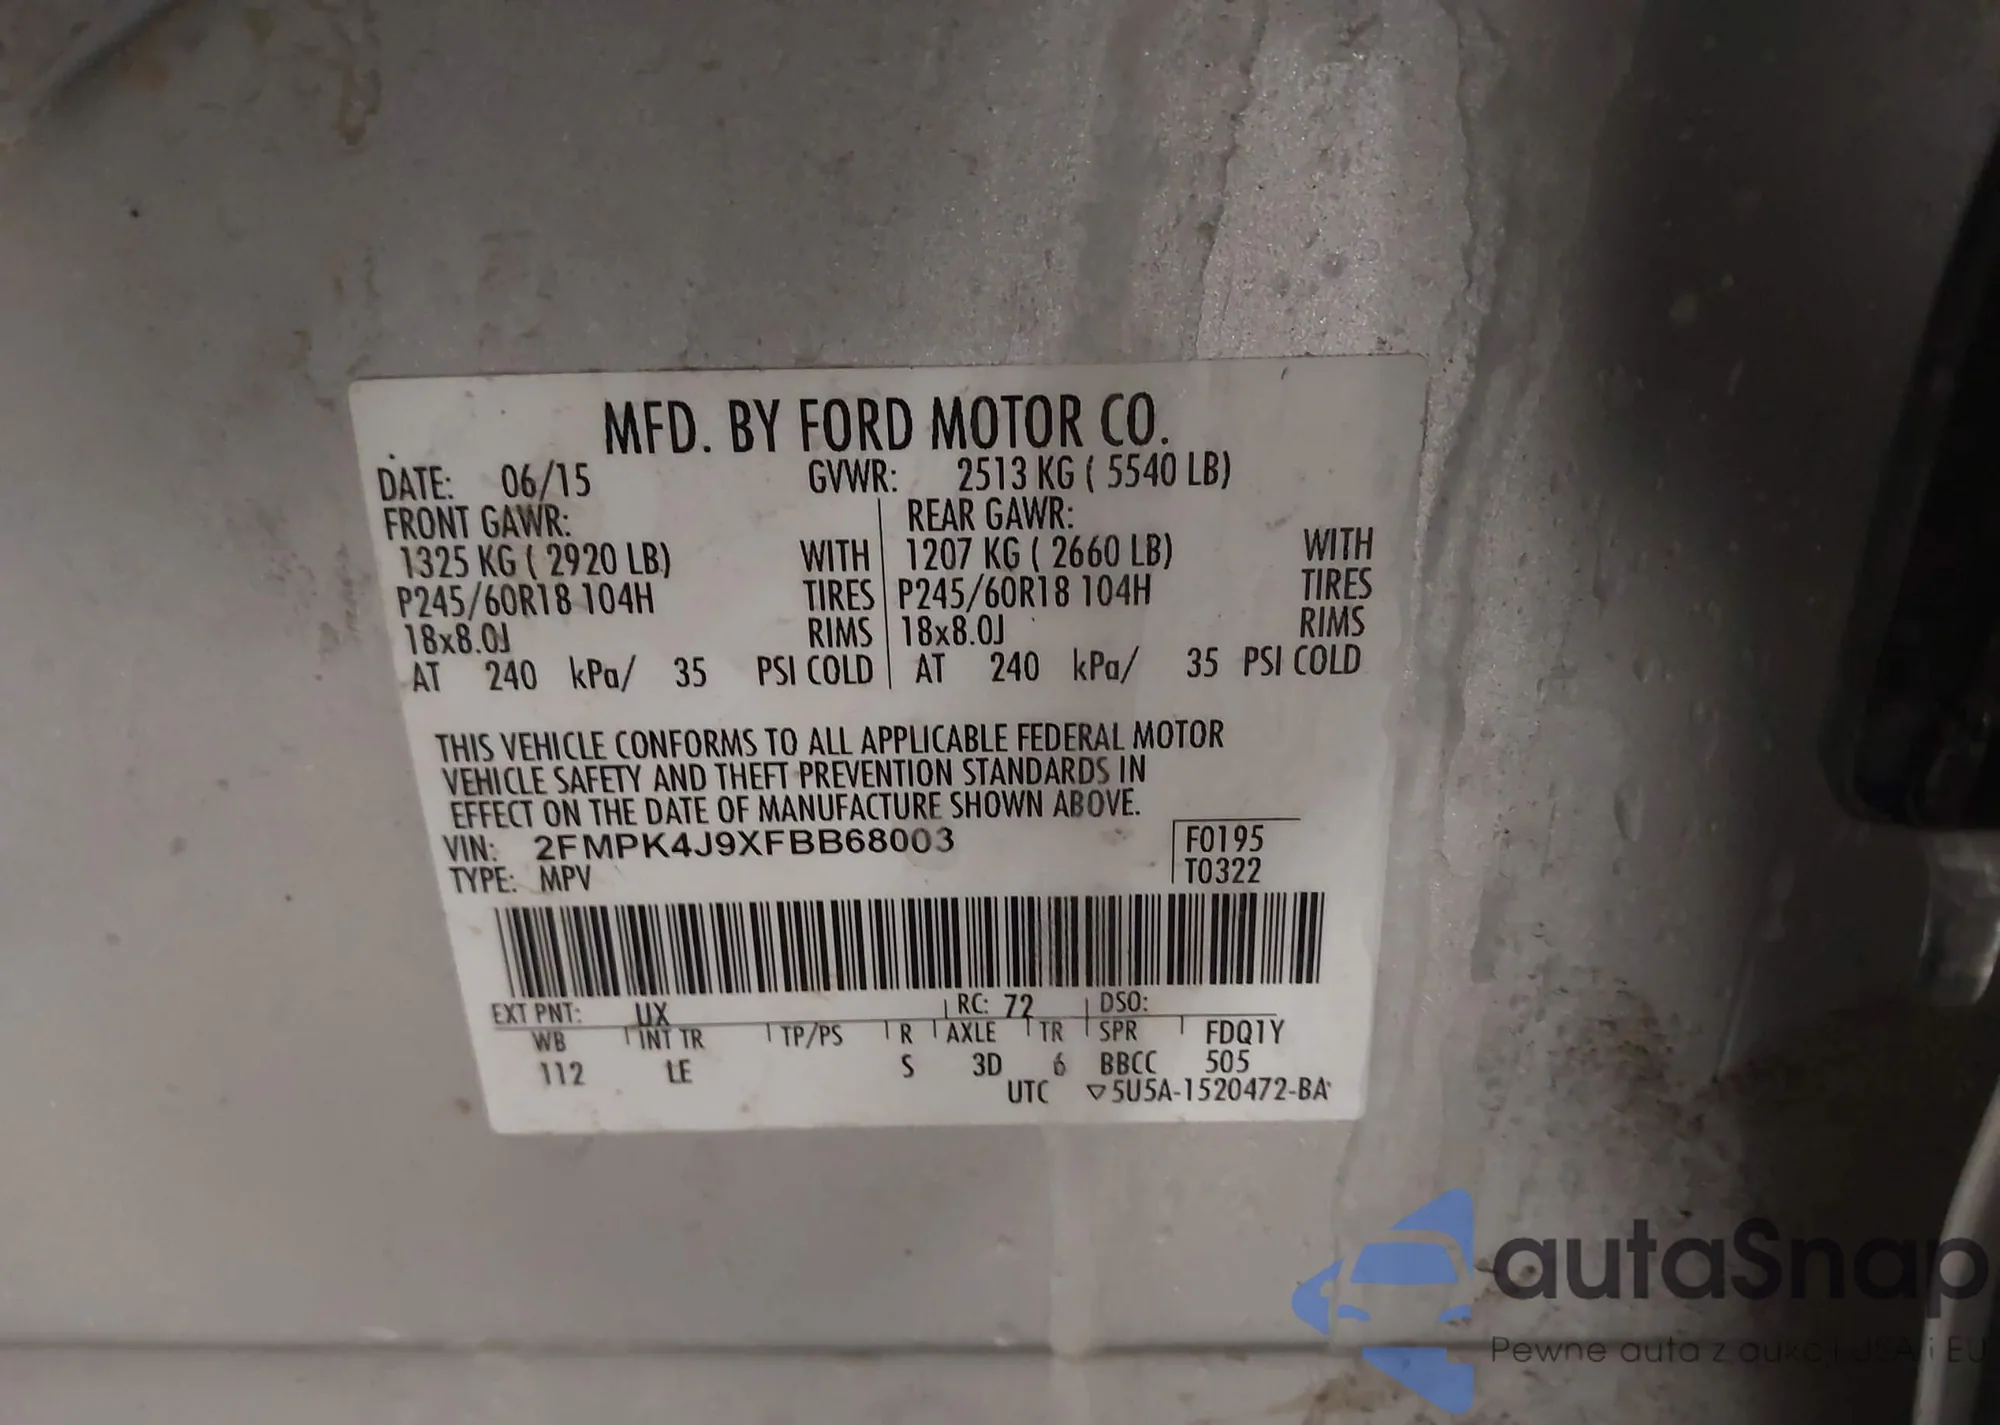 MFD. BY FORD MOTOR CO.
DATE: 06/15 GVWR: 2513 KG ( 5540 LB)
FRONT GAWR: REAR GAWR:
1325 KG ( 2920 LB) WITH 1207 KG ( 2660 LB) WITH
P245/60R18 104H TIRES P245/60R18 104H TIRES
18x8.0J RIMS 18x8.0J RIMS
AT 240 kPa/ 35 PSI COLD AT 240 kPa/ 35 PSI COLD
THIS VEHICLE CONFORMS TO ALL APPLICABLE FEDERAL MOTOR
VEHICLE SAFETY AND THEFT PREVENTION STANDARDS IN
EFFECT ON THE DATE OF MANUFACTURE SHOWN ABOVE.
VIN: 2FMPK4J9XFBB68003 F0195
TYPE: MPV T0322
EXT PNT: UX RC: 72 DSO:
WB INT TR TP/PS R AXLE TR SPR FDQ1Y
112 LE S 3D 6 BBCC 505
UTC ▽5U5A-1520472-BA
autaSnap
Pewne auta z aukcji USA i EU